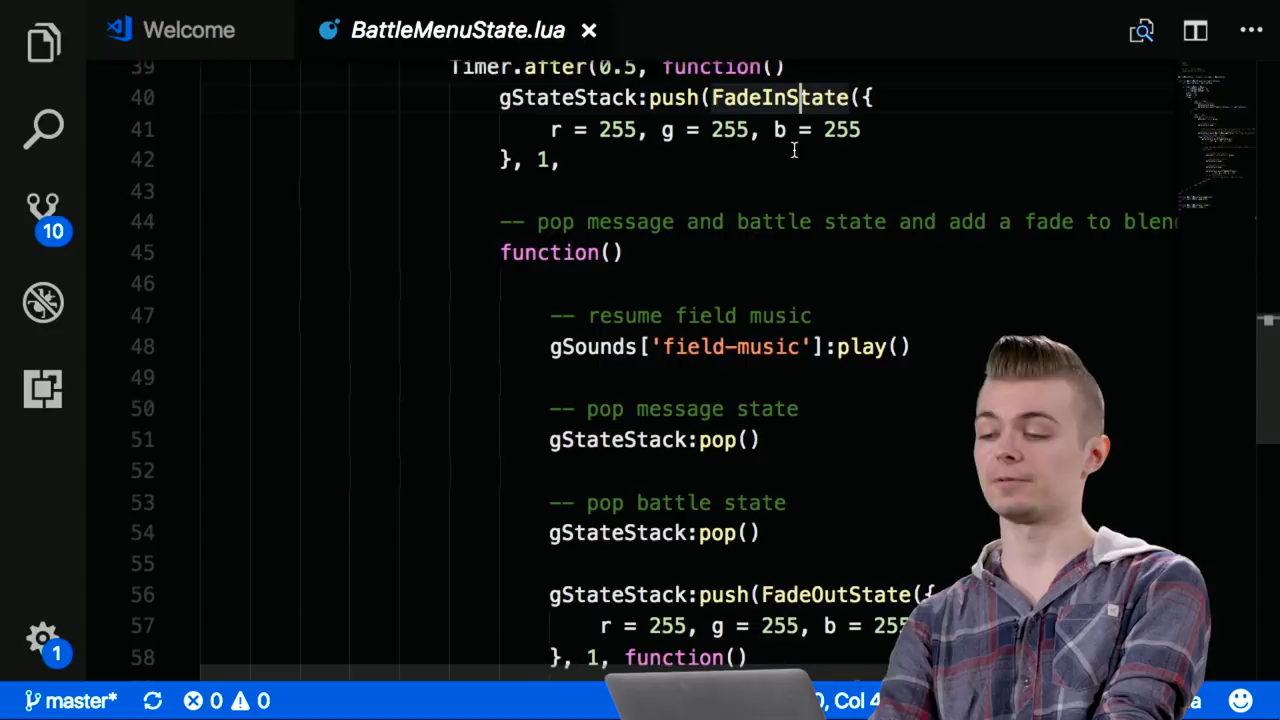 Welcome
BattleMenuState.lua
39 Timer.after(0.5, function()
40 gStateStack:push(FadeInState({
41 r = 255, g = 255, b = 255
42 }, 1,
43
44 -- pop message and battle state and add a fade to blen
45 function()
46
47 -- resume field music
48 gSounds['field-music']:play()
49
50 -- pop message state
51 gStateStack:pop()
52
53 -- pop battle state
54 gStateStack:pop()
55
56 gStateStack:push(FadeOutState({
57 r = 255, g = 255, b = 255
58 }, 1, function()
10
1
master* 0 0
Col 4